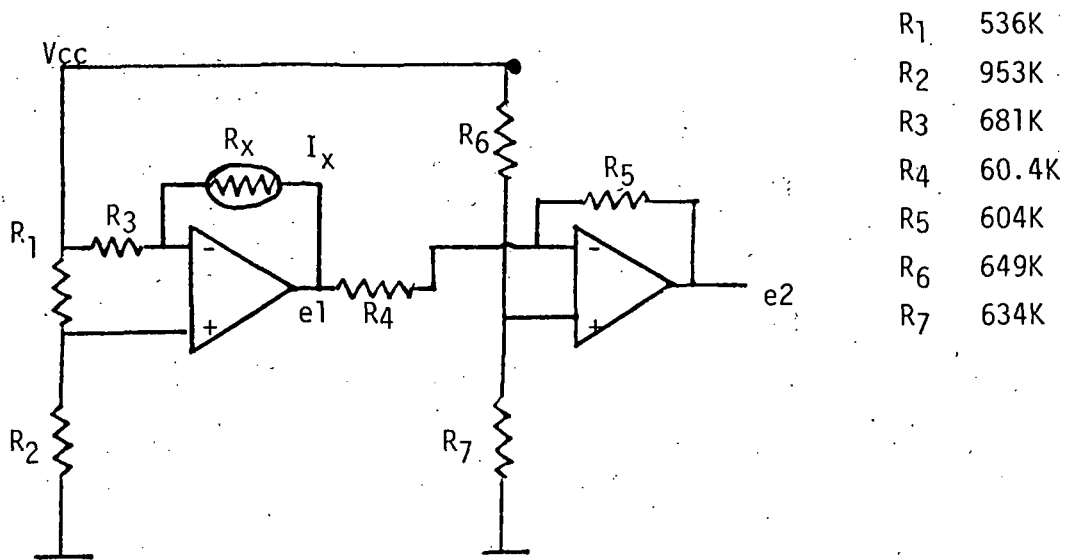 Vcc
Rx Ix
R6
R5
R3
R1
-
-
+
+
e1
R4
e2
R2
R7
R1 536K
R2 953K
R3 681K
R4 60.4K
R5 604K
R6 649K
R7 634K